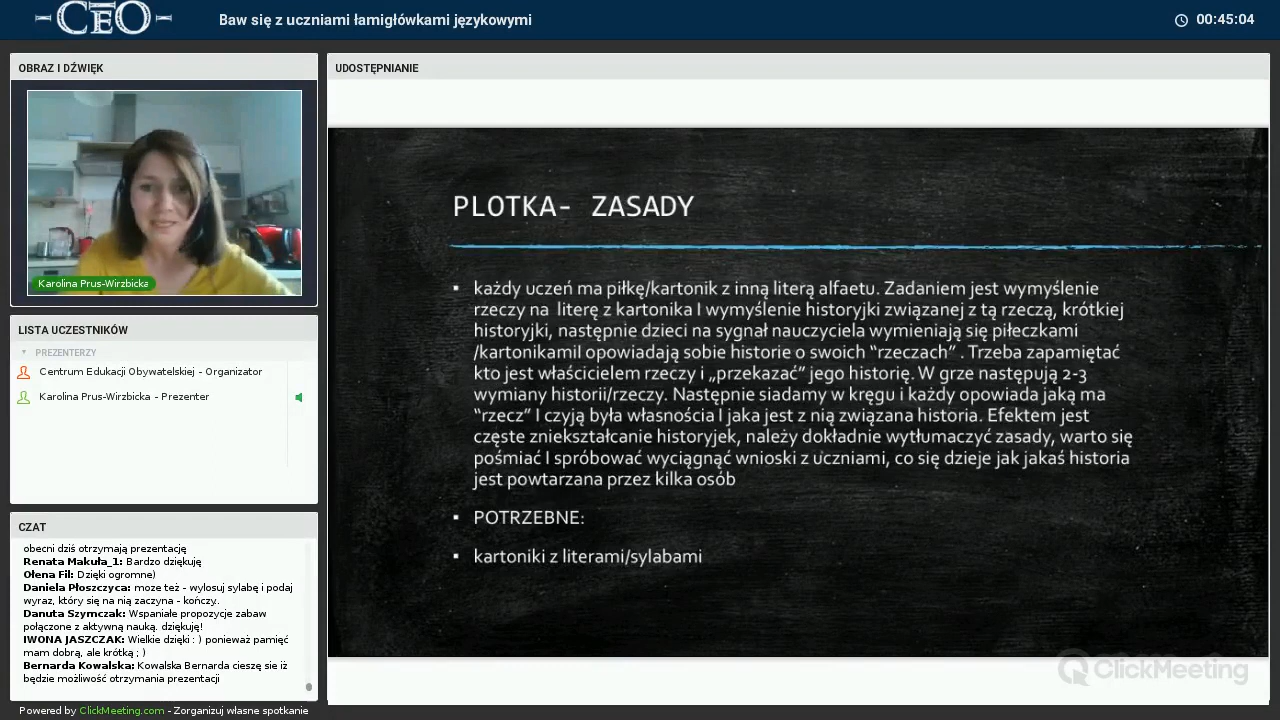 CEO
Baw się z uczniami łamigłówkami językowymi
00:45:04
OBRAZ I DŹWIĘK
Karolina Prus-Wirzbicka
LISTA UCZESTNIKÓW
PREZENTERZY
Centrum Edukacji Obywatelskiej - Organizator
Karolina Prus-Wirzbicka - Prezenter
CZAT
obecni dziś otrzymają prezentację
Renata Makuła_1: Bardzo dziękuję
Ołena Fil: Dzięki ogromne)
Daniela Płoszczyca: moze też - wylosuj sylabę i podaj
wyraz, który się na nią zaczyna - kończy..
Danuta Szymczak: Wspaniałe propozycje zabaw
połączone z aktywną nauką. dziękuję!
IWONA JASZCZAK: Wielkie dzięki : ) ponieważ pamięć
mam dobrą, ale krótką ; )
Bernarda Kowalska: Kowalska Bernarda cieszę sie iż
będzie możliwość otrzymania prezentacji
Powered by ClickMeeting.com - Zorganizuj własne spotkanie
UDOSTĘPNIANIE
PLOTKA- ZASADY
▪ każdy uczeń ma piłkę/kartonik z inną literą alfaetu. Zadaniem jest wymyślenie
rzeczy na literę z kartonika I wymyślenie historyjki związanej z tą rzeczą, krótkiej
historyjki, następnie dzieci na sygnał nauczyciela wymieniają się piłeczkami
/kartonikamiI opowiadają sobie historie o swoich “rzeczach” . Trzeba zapamiętać
kto jest właścicielem rzeczy i „przekazać” jego historię. W grze następują 2-3
wymiany historii/rzeczy. Następnie siadamy w kręgu i każdy opowiada jaką ma
“rzecz” I czyją była własnościa I jaka jest z nią związana historia. Efektem jest
częste zniekształcanie historyjek, należy dokładnie wytłumaczyć zasady, warto się
pośmiać I spróbować wyciągnąć wnioski z uczniami, co się dzieje jak jakaś historia
jest powtarzana przez kilka osób
▪ POTRZEBNE:
▪ kartoniki z literami/sylabami
ClickMeeting